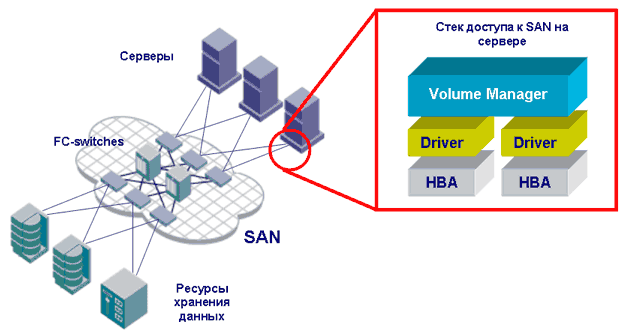 Серверы
FC-switches
SAN
Ресурсы
хранения
данных
Стек доступа к SAN на
сервере
Volume Manager
Driver
Driver
HBA
HBA